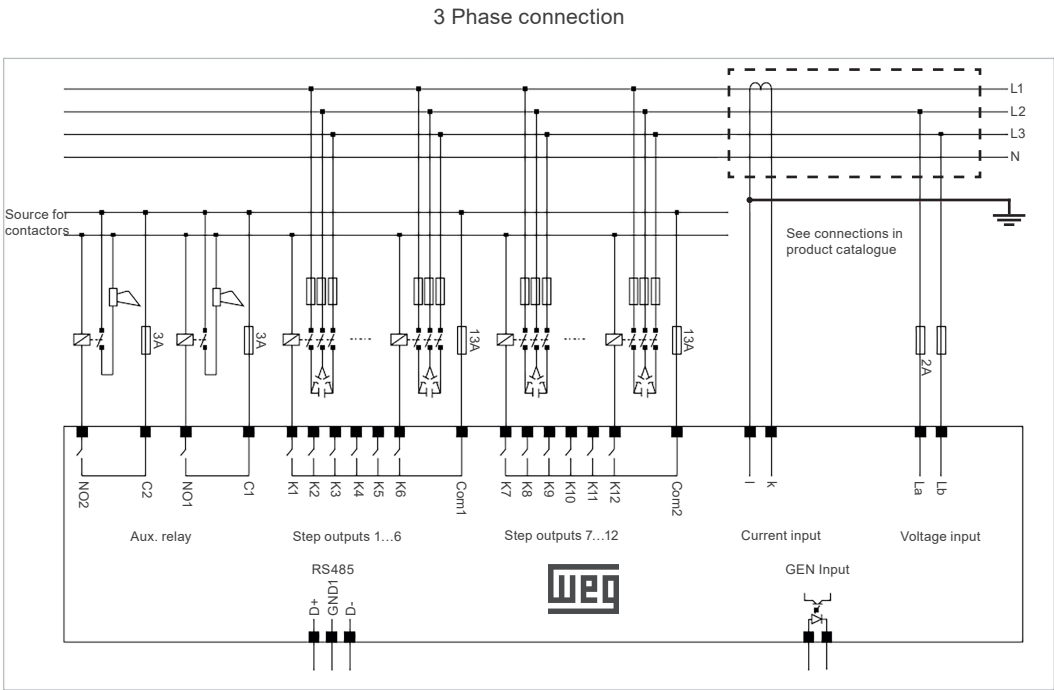 3 Phase connection
L1
L2
L3
N
Source for
contactors
See connections in
product catalogue
3A
3A
13A
13A
2A
NO2
C2
NO1
C1
K1
K2
K3
K4
K5
K6
Com1
K7
K8
K9
K10
K11
K12
Com2
l
k
La
Lb
Aux. relay
Step outputs 1…6
Step outputs 7…12
Current input
Voltage input
RS485
GEN Input
D+
GND1
D-
weg